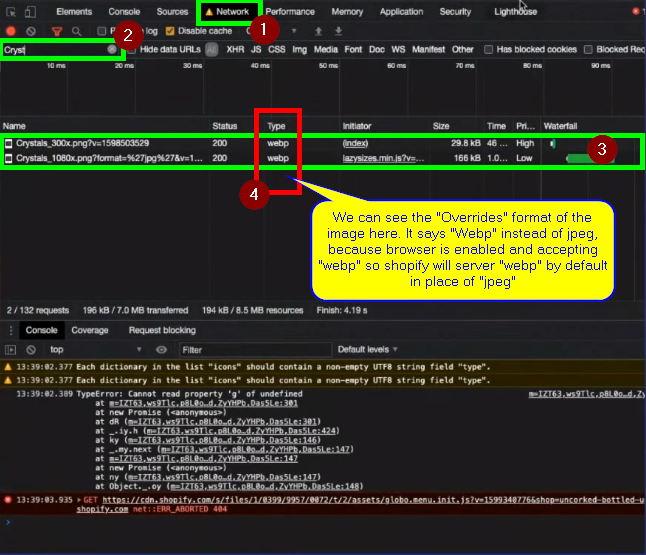 Elements Console Sources Network Performance Memory Application Security Lighthouse
1
2
Disable cache
Cryst
Hide data URLs All XHR JS CSS Img Media Font Doc WS Manifest Other Has blocked cookies Blocked Req
10 ms 20 ms 30 ms 40 ms 50 ms 60 ms 70 ms 80 ms 90 ms
Name Status Type Initiator Size Time Pri... Waterfall
Crystals_300x.png?v=1598503529 200 webp (index) 29.8 kB 46 ... High
Crystals_1080x.png?format=%27jpg%27&v=1... 200 webp lazysizes.min.js?v=... 166 kB 1.0... Low
3
4
We can see the "Overrides" format of the
image here. It says "Webp" instead of jpeg,
because browser is enabled and accepting
"webp" so shopify will server "webp" by default
in place of "jpeg"
2 / 132 requests 196 kB / 7.0 MB transferred 194 kB / 8.5 MB resources Finish: 4.19 s
Console Coverage Request blocking
top Filter Default levels
13:39:02.377 Each dictionary in the list "icons" should contain a non-empty UTF8 string field "type".
13:39:02.377 Each dictionary in the list "icons" should contain a non-empty UTF8 string field "type".
13:39:02.389 TypeError: Cannot read property 'g' of undefined m=IZT63,ws9Tlc,p8L0o…d,Zy
at m=IZT63,ws9Tlc,p8L0o…d,ZyYHPb,Das5Le:301
at new Promise (<anonymous>)
at dR (m=IZT63,ws9Tlc,p8L0o…d,ZyYHPb,Das5Le:301)
at _.iy.h (m=IZT63,ws9Tlc,p8L0o…d,ZyYHPb,Das5Le:424)
at ky (m=IZT63,ws9Tlc,p8L0o…d,ZyYHPb,Das5Le:146)
at _.my.next (m=IZT63,ws9Tlc,p8L0o…d,ZyYHPb,Das5Le:147)
at m=IZT63,ws9Tlc,p8L0o…d,ZyYHPb,Das5Le:147
at new Promise (<anonymous>)
at ny (m=IZT63,ws9Tlc,p8L0o…d,ZyYHPb,Das5Le:147)
at Object._.oy (m=IZT63,ws9Tlc,p8L0o…d,ZyYHPb,Das5Le:148)
13:39:03.935 GET https://cdn.shopify.com/s/files/1/0399/9957/0072/t/2/assets/globo.menu.init.js?v=1599340776&shop=uncorked-bottled-u
shopify.com net::ERR_ABORTED 404